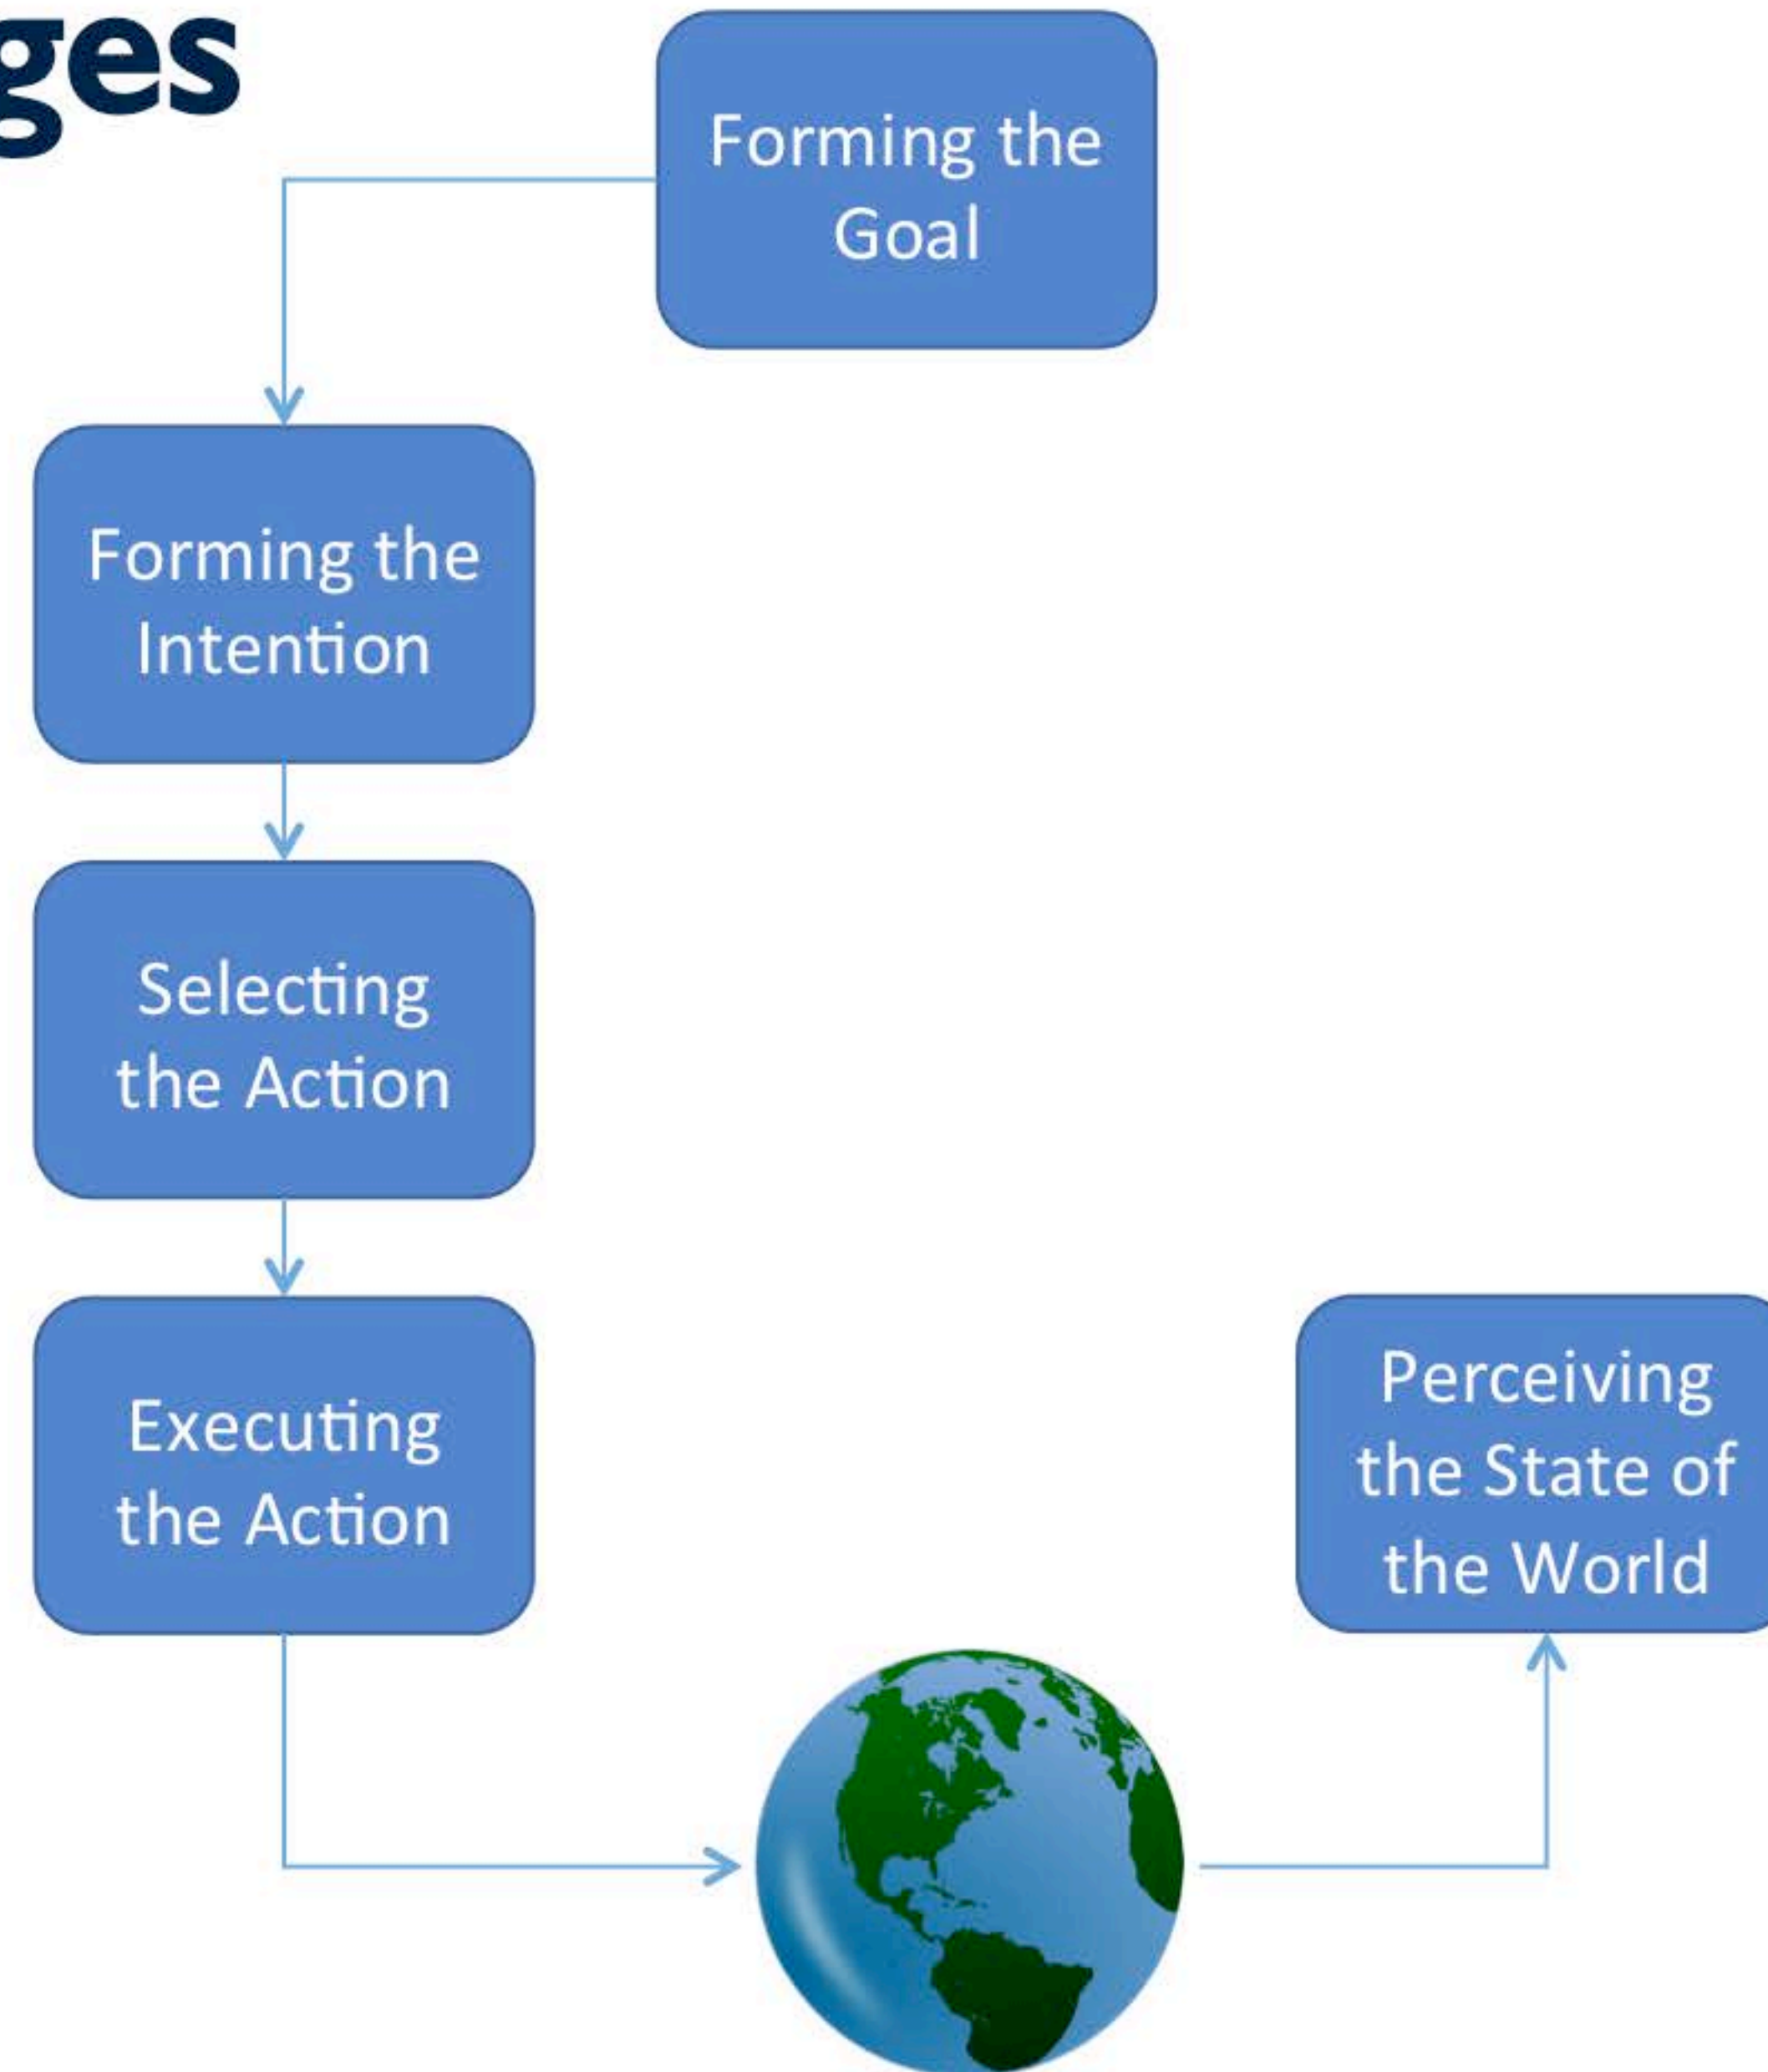 ges
Forming the
Goal
Forming the
Intention
Selecting
the Action
Executing
the Action
Perceiving
the State of
the World